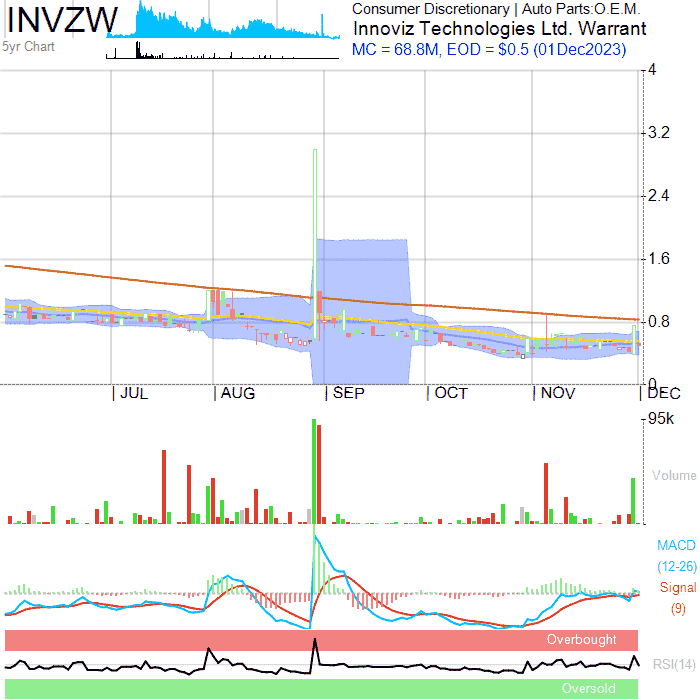 INVZW
5yr Chart
Consumer Discretionary | Auto Parts:O.E.M.
Innoviz Technologies Ltd. Warrant
MC = 68.8M, EOD = $0.5 (01Dec2023)
4
3.2
2.4
1.6
0.8
0
JUL AUG SEP OCT NOV DEC
95k
Volume
MACD
(12-26)
Signal
(9)
Overbought
RSI(14)
Oversold